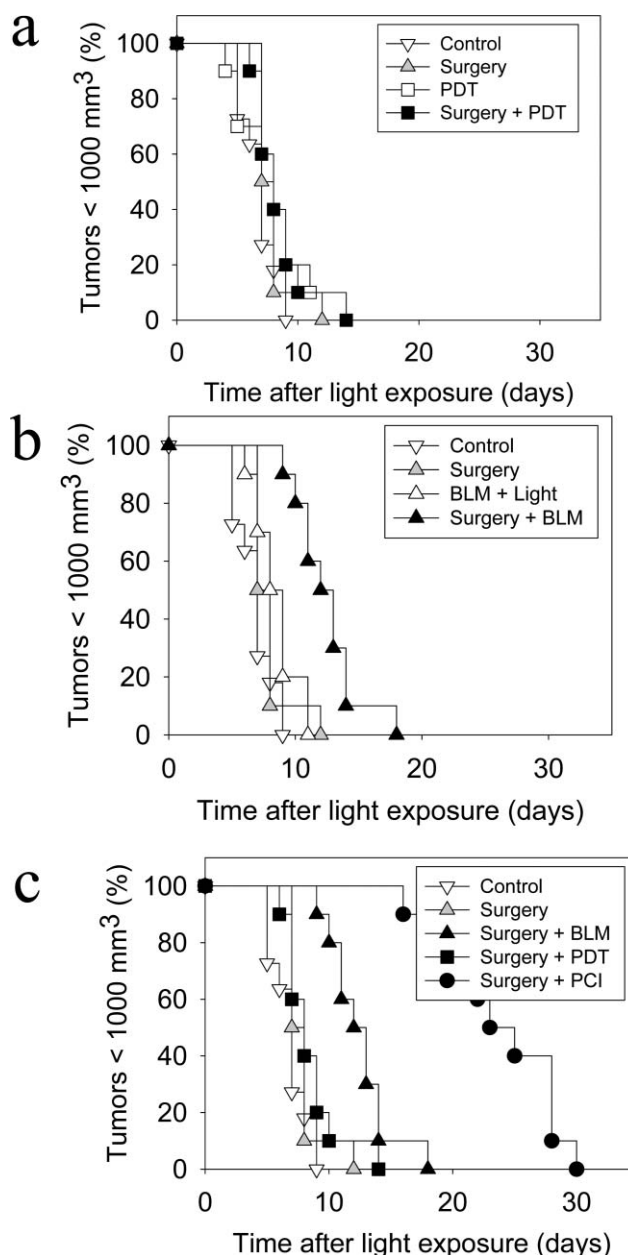 a
Tumors < 1000 mm³ (%)
100
80
60
40
20
0
Control
Surgery
PDT
Surgery + PDT
0
10
20
30
Time after light exposure (days)
b
Tumors < 1000 mm³ (%)
100
80
60
40
20
0
Control
Surgery
BLM + Light
Surgery + BLM
0
10
20
30
Time after light exposure (days)
c
Tumors < 1000 mm³ (%)
100
80
60
40
20
0
Control
Surgery
Surgery + BLM
Surgery + PDT
Surgery + PCI
0
10
20
30
Time after light exposure (days)